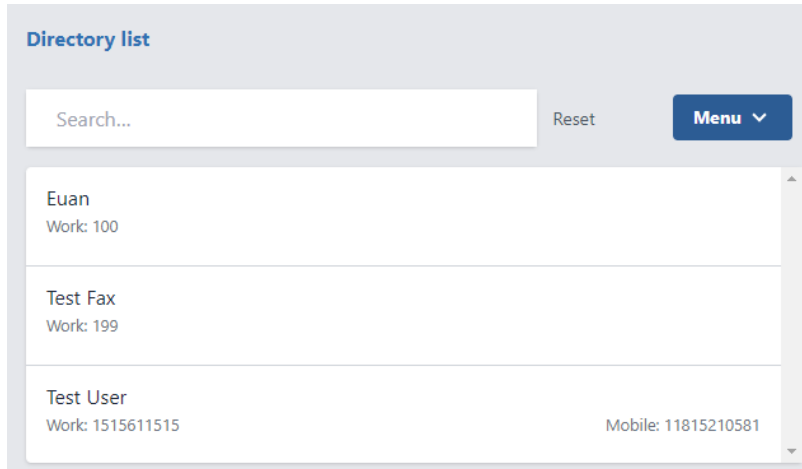 Directory list
Search...
Reset
Menu
Euan
Work: 100
Test Fax
Work: 199
Test User
Work: 1515611515 Mobile: 11815210581